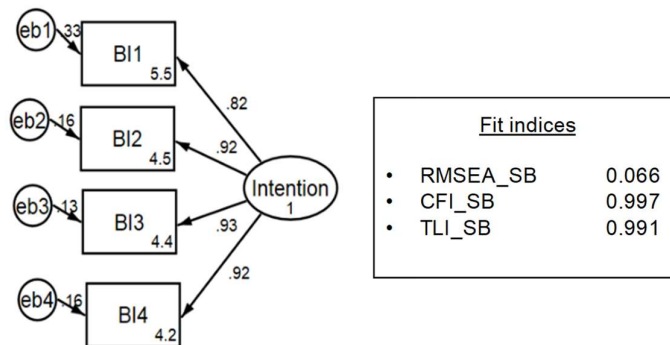 eb1
.33
BI1
5.5
.82
eb2
.16
BI2
4.5
.92
Intention
1
eb3
.13
BI3
4.4
.93
eb4
.16
BI4
4.2
.92
Fit indices
• RMSEA_SB 0.066
• CFI_SB 0.997
• TLI_SB 0.991